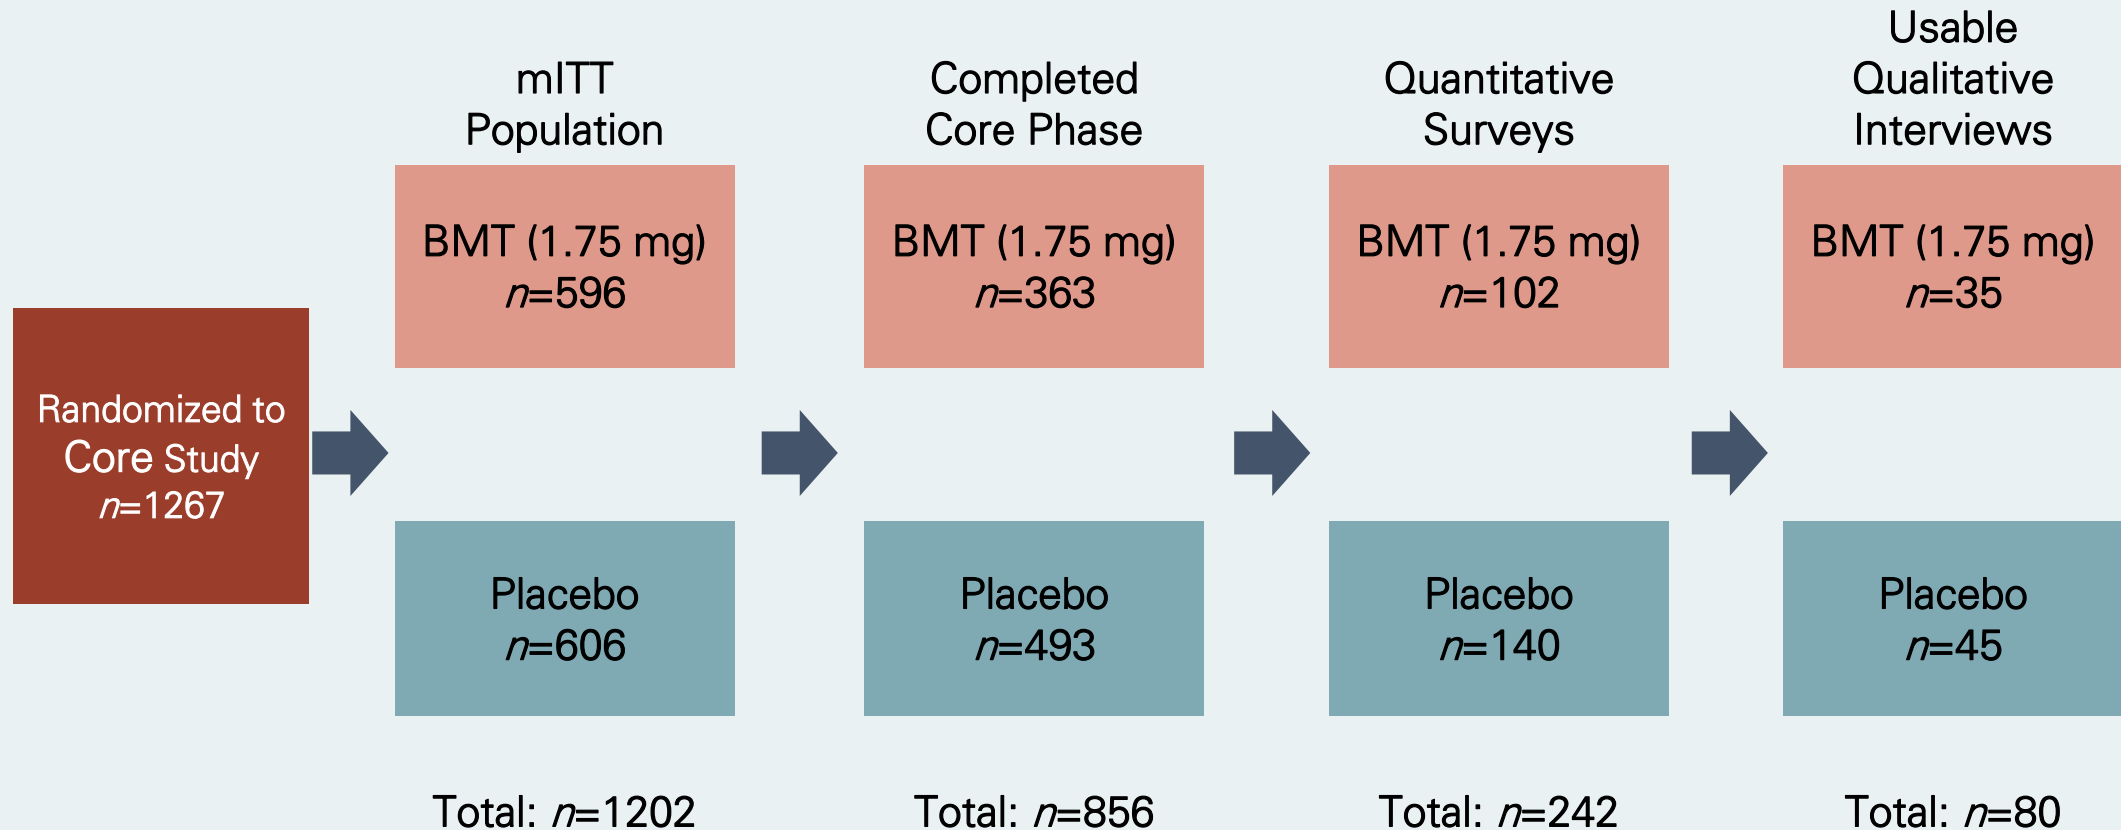 Randomized to
Core Study
n=1267
mITT
Population
BMT (1.75 mg)
n=596
Placebo
n=606
Total: n=1202
Completed
Core Phase
BMT (1.75 mg)
n=363
Placebo
n=493
Total: n=856
Quantitative
Surveys
BMT (1.75 mg)
n=102
Placebo
n=140
Total: n=242
Usable
Qualitative
Interviews
BMT (1.75 mg)
n=35
Placebo
n=45
Total: n=80